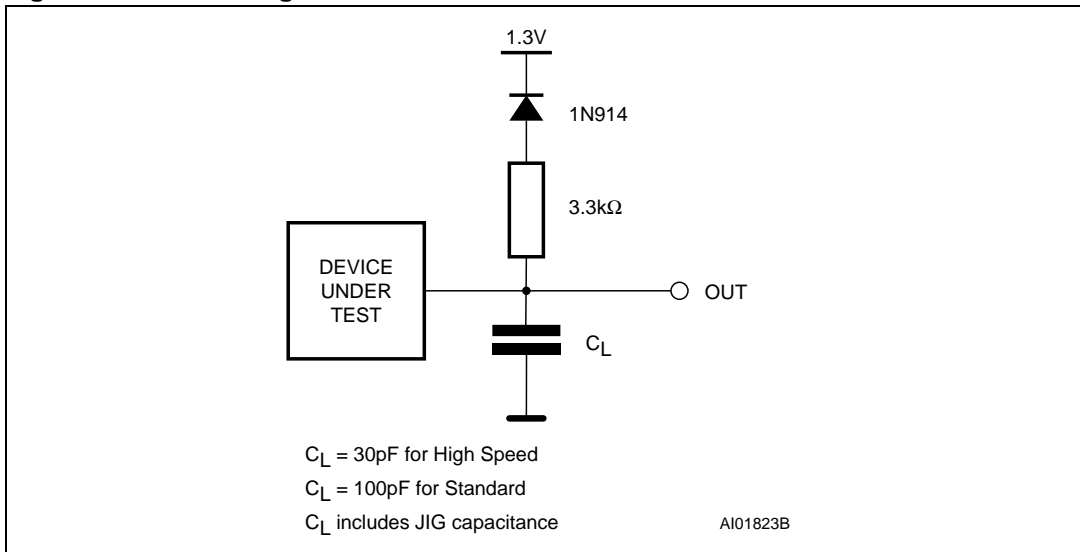 1.3V
1N914
3.3kΩ
DEVICE
UNDER
TEST
OUT
CL
CL = 30pF for High Speed
CL = 100pF for Standard
CL includes JIG capacitance
AI01823B